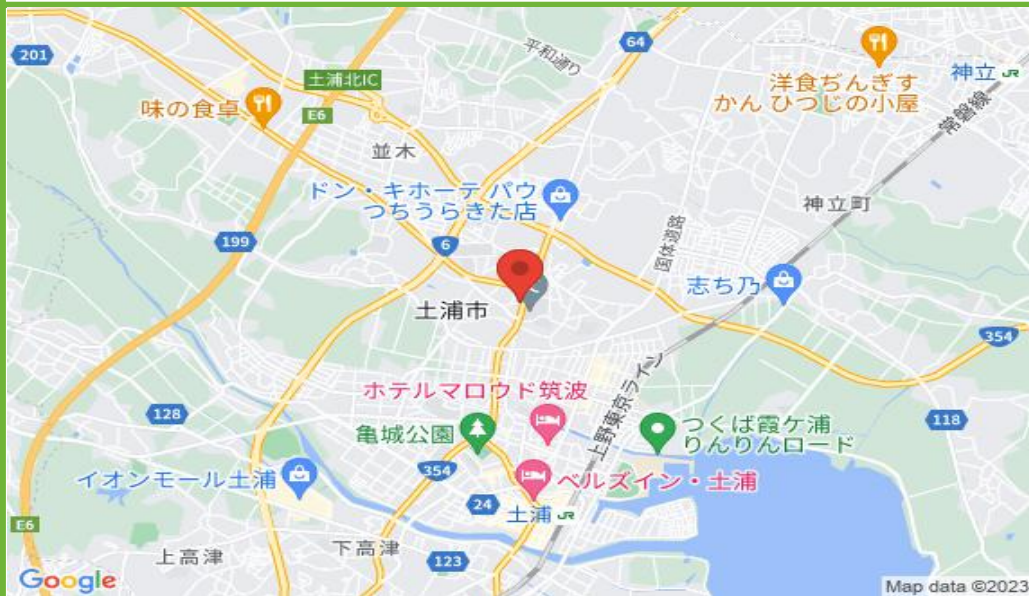 64
平和通り
201
土浦北IC
神立 JR
洋食ぢんぎす
かん ひつじの小屋
味の食卓
E6
常磐線
並木
ドン・キホーテ パウ
つちうらきた店
神立町
国体道路
199
6
志ち乃
土浦市
354
上野東京ライン
ホテルマロウド筑波
128
つくば霞ケ浦
りんりんロード
118
亀城公園
354
イオンモール土浦
ベルズイン・土浦
24
土浦 JR
E6
上高津
下高津
123
Google
Map data ©2023